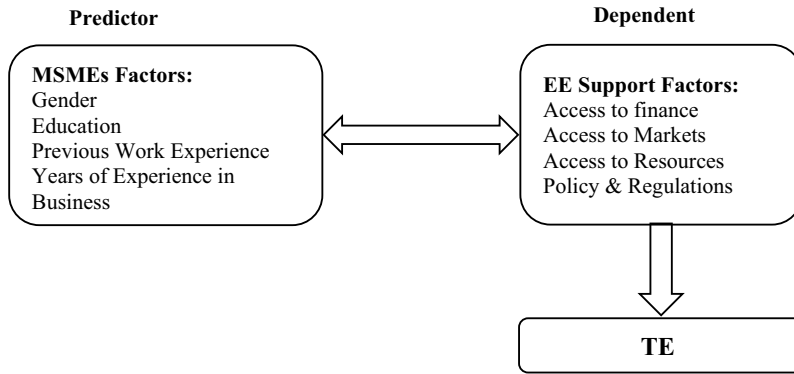 Predictor
Dependent
MSMEs Factors:
Gender
Education
Previous Work Experience
Years of Experience in
Business
EE Support Factors:
Access to finance
Access to Markets
Access to Resources
Policy & Regulations
TE